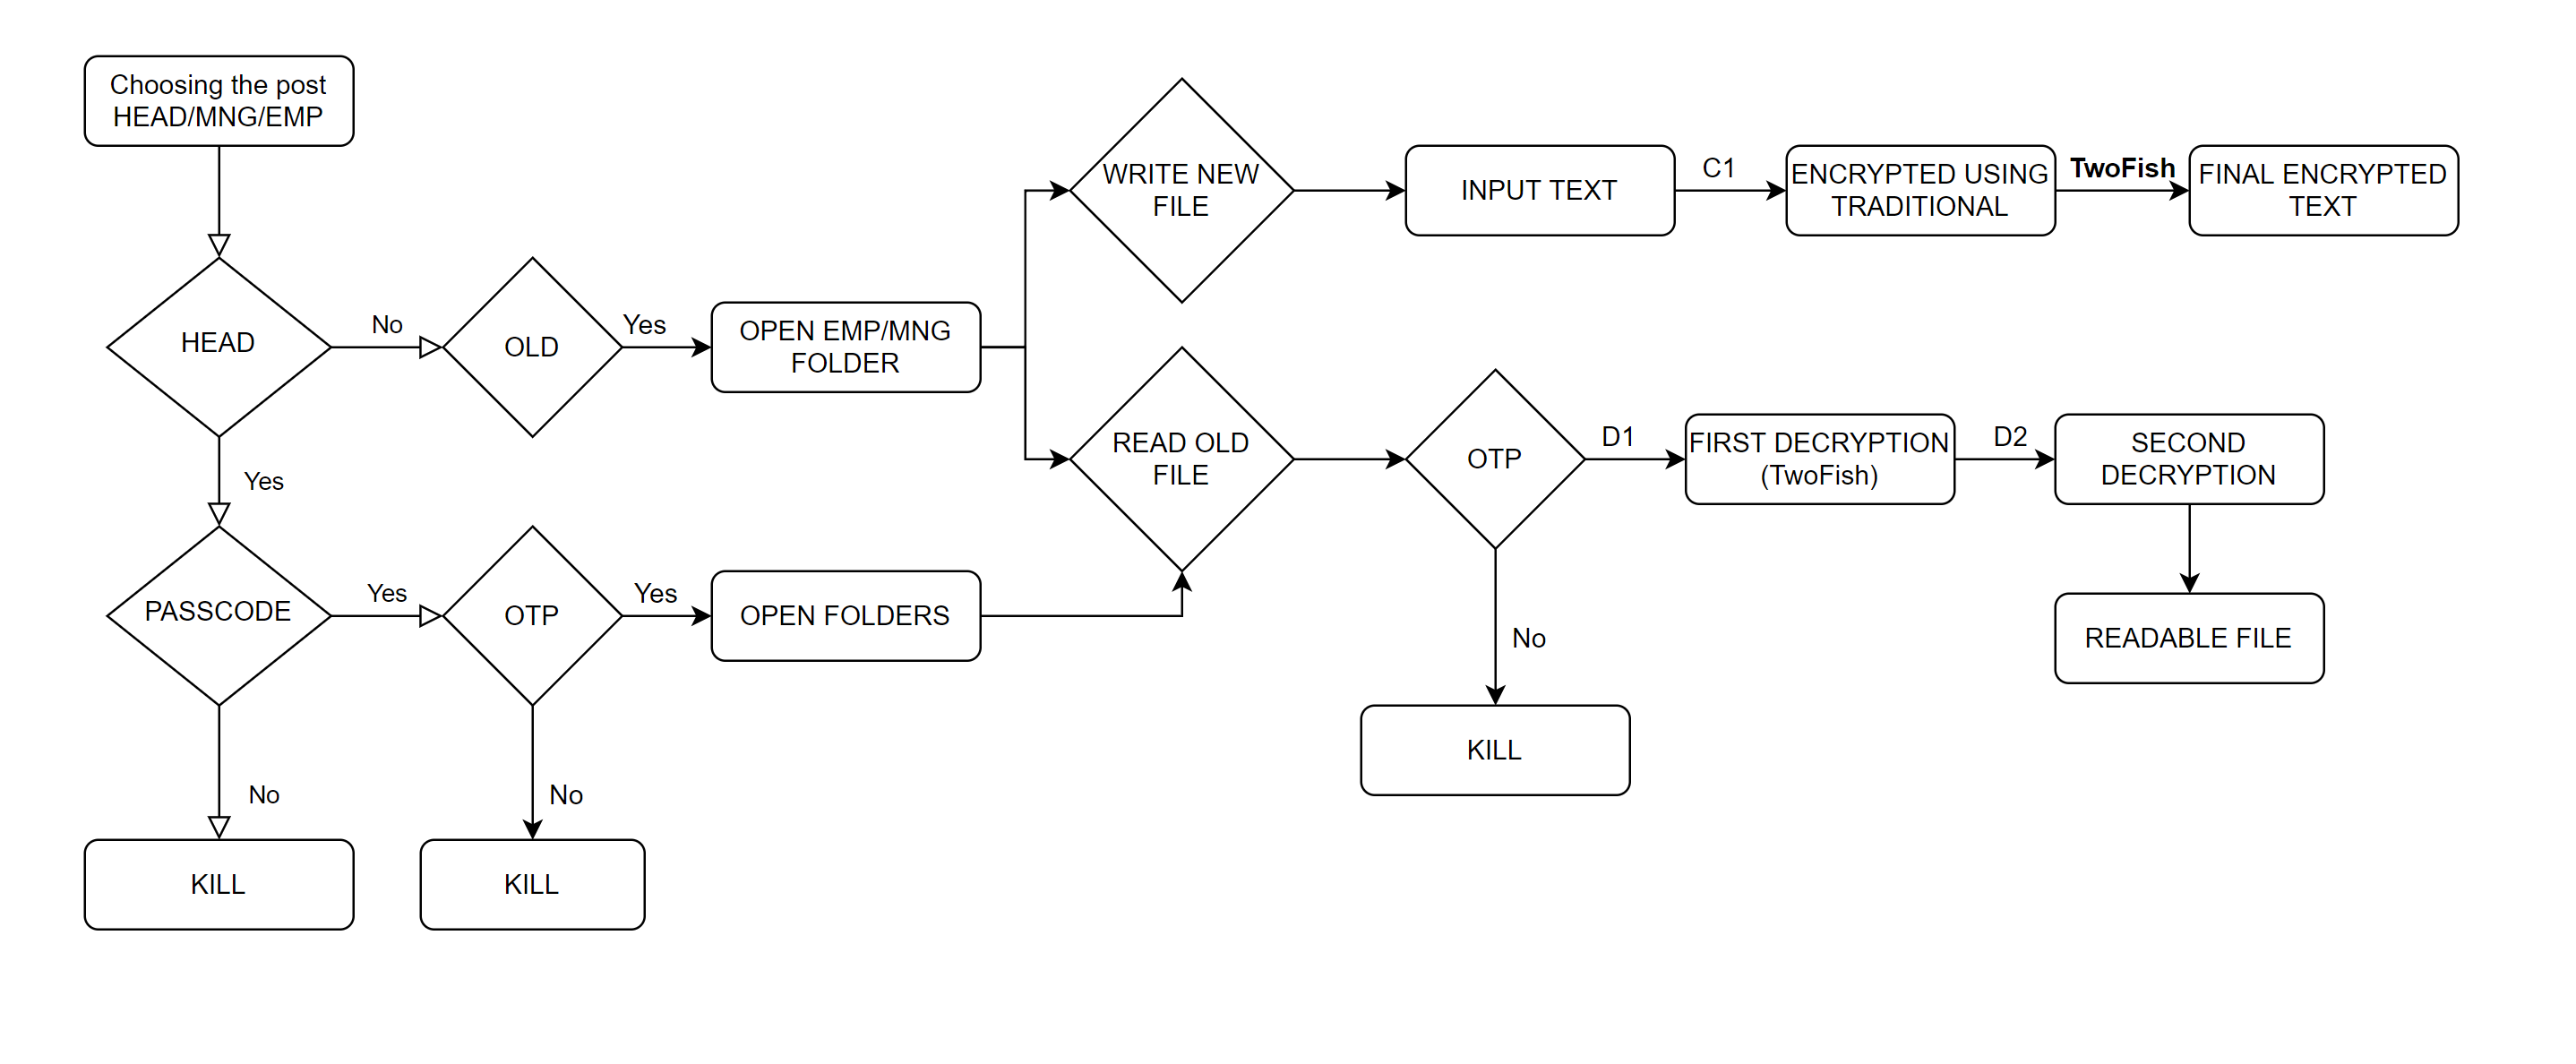 Choosing the post
HEAD/MNG/EMP
HEAD
No
OLD
Yes
OPEN EMP/MNG
FOLDER
WRITE NEW
FILE
INPUT TEXT
C1
ENCRYPTED USING
TRADITIONAL
TwoFish
FINAL ENCRYPTED
TEXT
READ OLD
FILE
OTP
D1
FIRST DECRYPTION
(TwoFish)
D2
SECOND
DECRYPTION
READABLE FILE
No
KILL
Yes
PASSCODE
Yes
OTP
Yes
OPEN FOLDERS
No
KILL
No
KILL